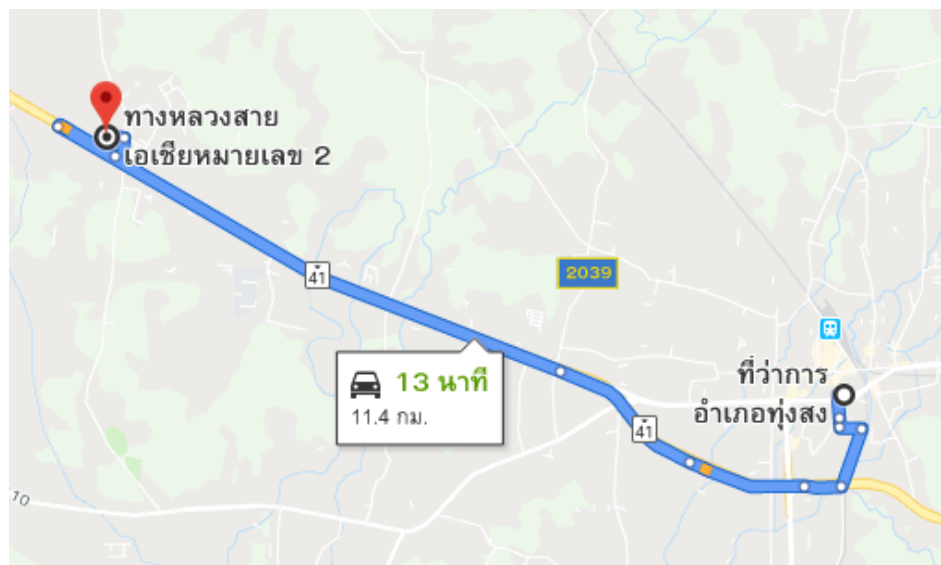 ทางหลวงสาย
เอเชียหมายเลข 2
41
2039
13 นาที
11.4 กม.
ที่ว่าการ
อำเภอทุ่งสง
41
10